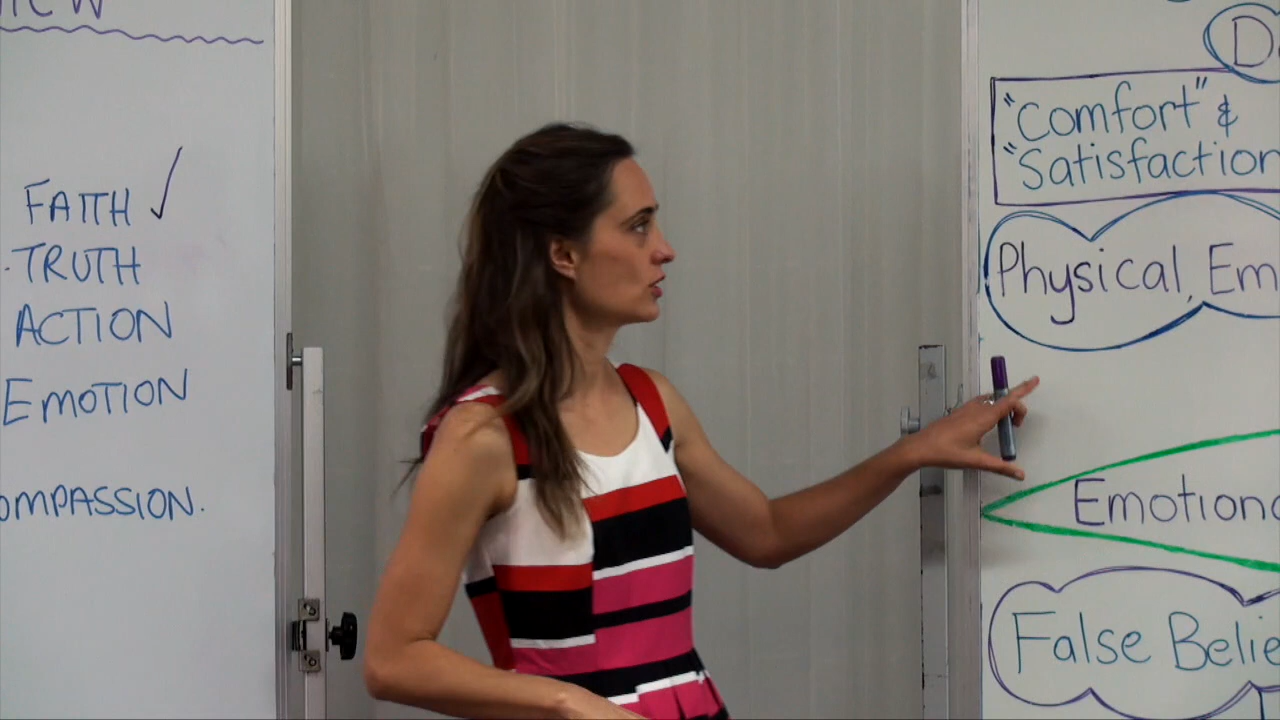 FAITH ✓
TRUTH
ACTION
EMOTION
OMPASSION.
"Comfort" &
"Satisfaction
Physical, Em
Emotiona
False Belie